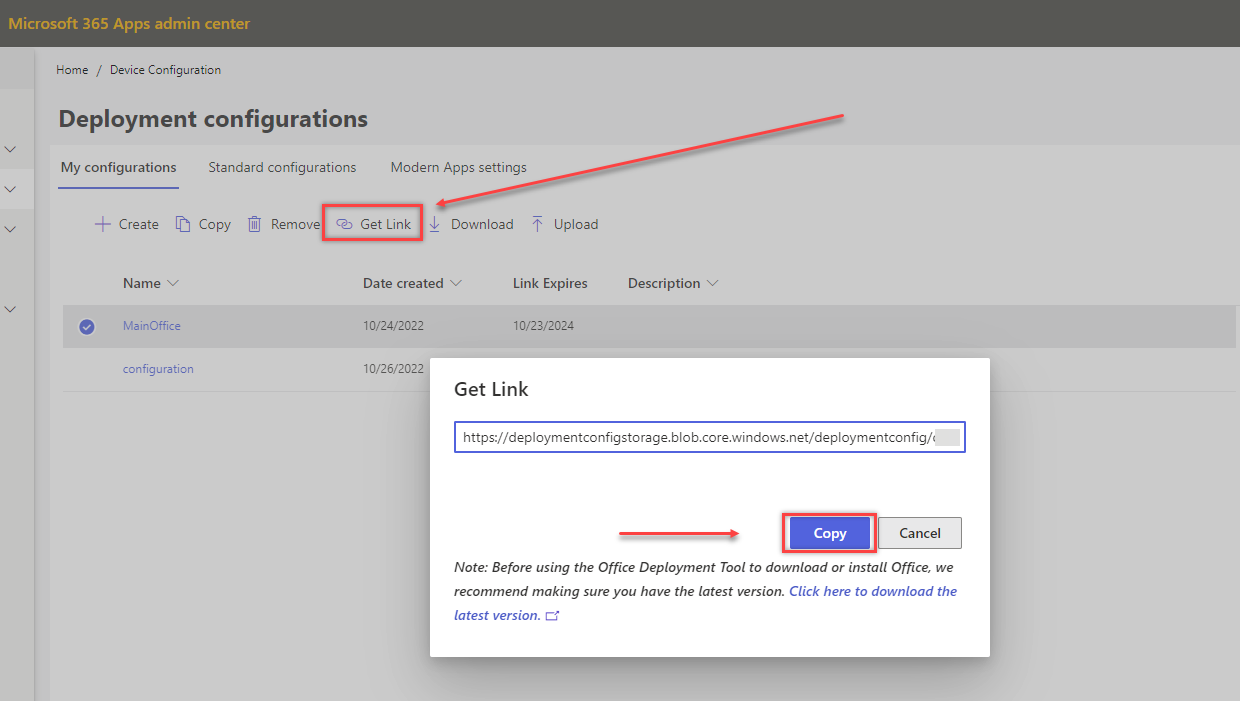 Microsoft 365 Apps admin center
Home / Device Configuration
Deployment configurations
My configurations Standard configurations Modern Apps settings
Create Copy Remove Get Link Download Upload
Name Date created Link Expires Description
MainOffice 10/24/2022 10/23/2024
configuration 10/26/2022
Get Link
https://deploymentconfigstorage.blob.core.windows.net/deploymentconfig/
Copy Cancel
Note: Before using the Office Deployment Tool to download or install Office, we
recommend making sure you have the latest version. Click here to download the
latest version.